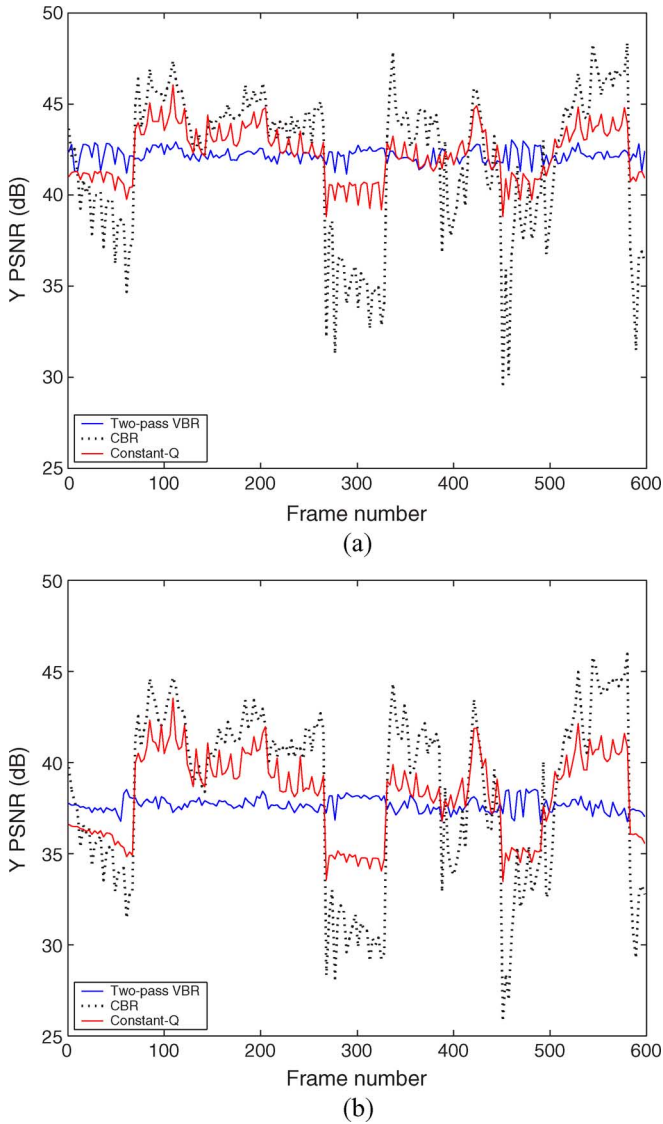 50
45
40
35
30
25
Y PSNR (dB)
Two-pass VBR
CBR
Constant-Q
0 100 200 300 400 500 600
Frame number
(a)
50
45
40
35
30
25
Y PSNR (dB)
Two-pass VBR
CBR
Constant-Q
0 100 200 300 400 500 600
Frame number
(b)